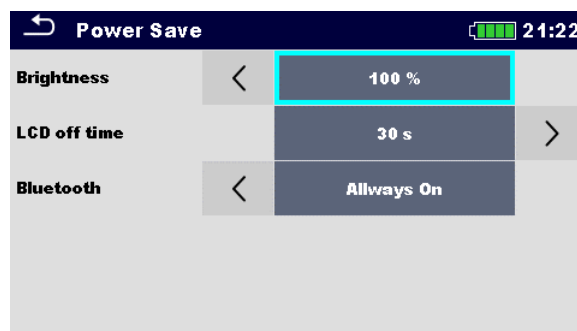 Power Save 21:22
Brightness 100 %
LCD off time 30 s
Bluetooth Allways On